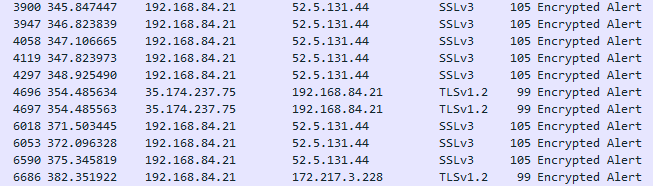 3900 345.847447 192.168.84.21 52.5.131.44 SSLv3 105 Encrypted Alert
3947 346.823839 192.168.84.21 52.5.131.44 SSLv3 105 Encrypted Alert
4058 347.106665 192.168.84.21 52.5.131.44 SSLv3 105 Encrypted Alert
4119 347.823973 192.168.84.21 52.5.131.44 SSLv3 105 Encrypted Alert
4297 348.925490 192.168.84.21 52.5.131.44 SSLv3 105 Encrypted Alert
4696 354.485634 35.174.237.75 192.168.84.21 TLSv1.2 99 Encrypted Alert
4697 354.485563 35.174.237.75 192.168.84.21 TLSv1.2 99 Encrypted Alert
6018 371.503445 192.168.84.21 52.5.131.44 SSLv3 105 Encrypted Alert
6053 372.096328 192.168.84.21 52.5.131.44 SSLv3 105 Encrypted Alert
6590 375.345819 192.168.84.21 52.5.131.44 SSLv3 105 Encrypted Alert
6686 382.351922 192.168.84.21 172.217.3.228 TLSv1.2 99 Encrypted Alert